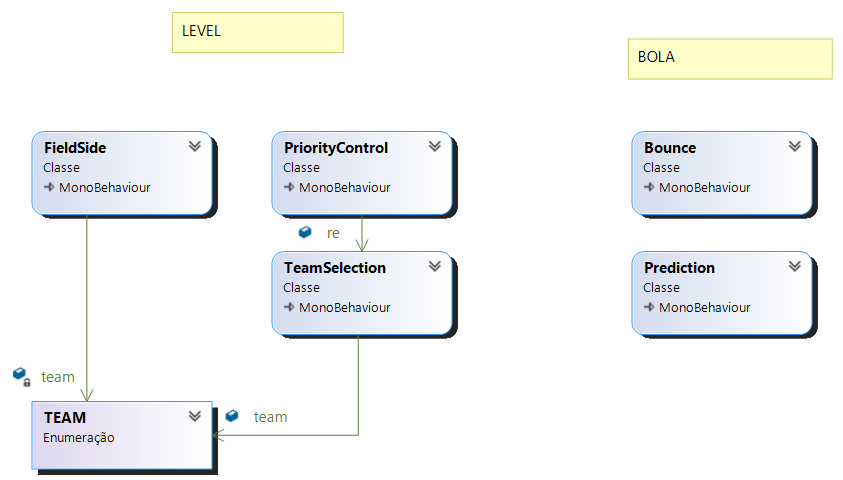 LEVEL
BOLA
FieldSide
Classe
MonoBehaviour
PriorityControl
Classe
MonoBehaviour
Bounce
Classe
MonoBehaviour
re
TeamSelection
Classe
MonoBehaviour
Prediction
Classe
MonoBehaviour
team
TEAM
Enumeração
team